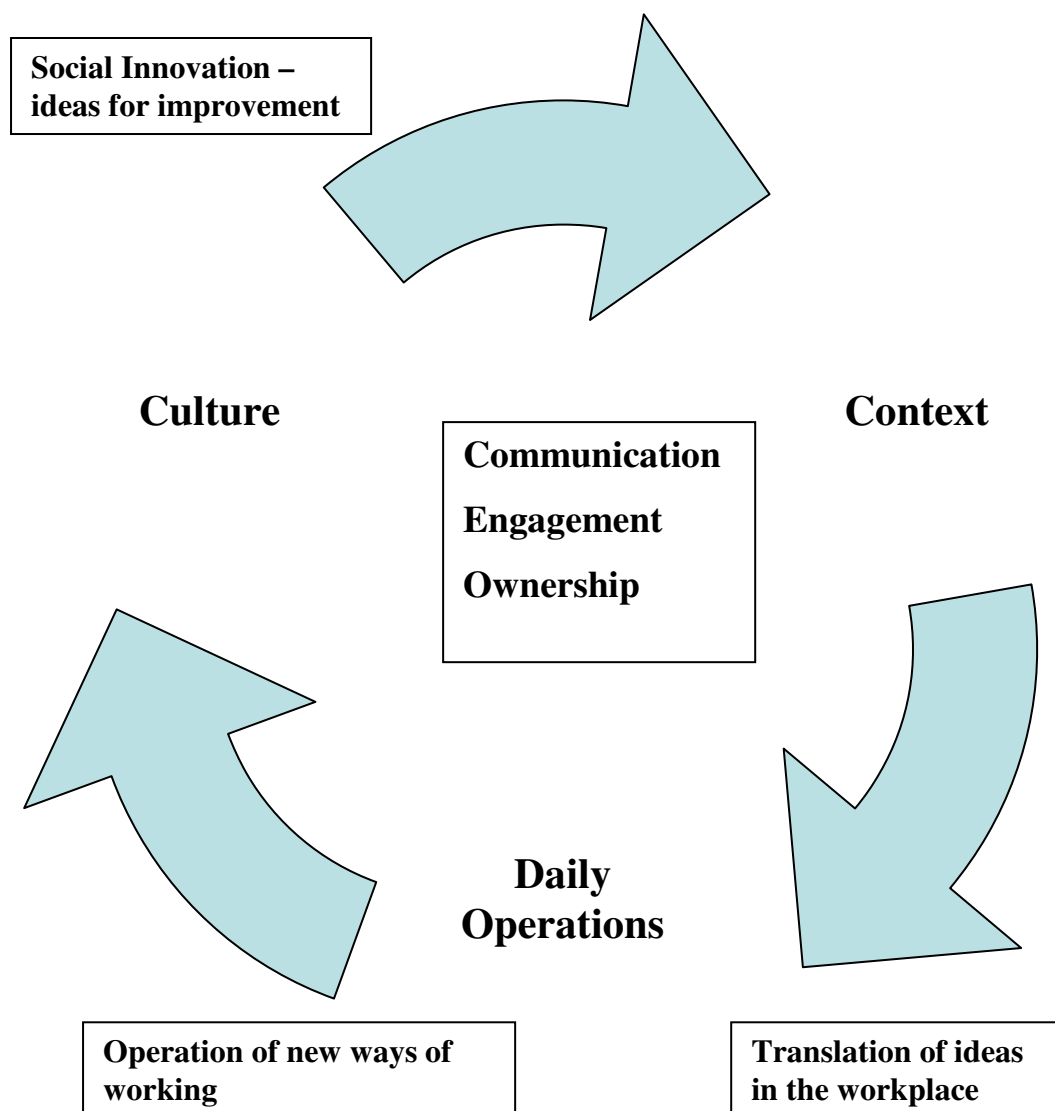 Social Innovation –
ideas for improvement
Culture
Context
Communication
Engagement
Ownership
Daily
Operations
Operation of new ways of
working
Translation of ideas
in the workplace